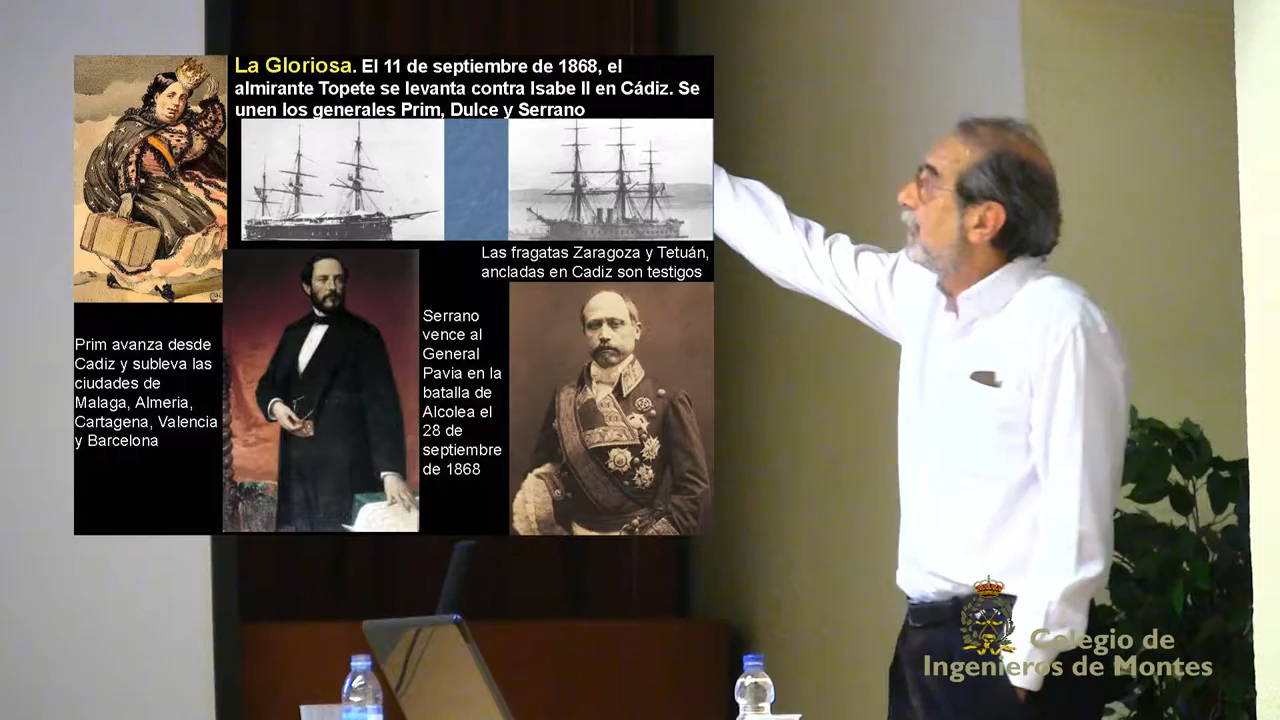 La Gloriosa. El 11 de septiembre de 1868, el
almirante Topete se levanta contra Isabe II en Cádiz. Se
unen los generales Prim, Dulce y Serrano
Las fragatas Zaragoza y Tetuán,
ancladas en Cadiz son testigos
Prim avanza desde
Cadiz y subleva las
ciudades de
Malaga, Almeria,
Cartagena, Valencia
y Barcelona
Serrano
vence al
General
Pavia en la
batalla de
Alcolea el
28 de
septiembre
de 1868
Colegio de
Ingenieros de Montes